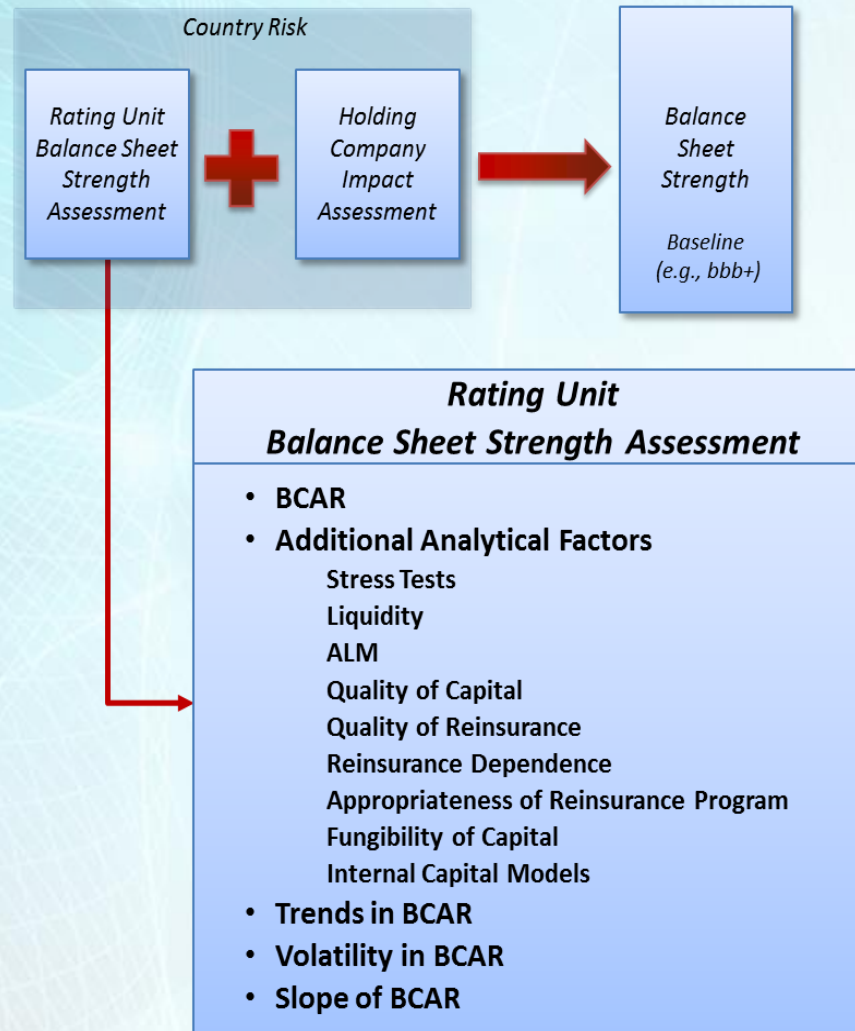 Country Risk
Rating Unit
Balance Sheet
Strength
Assessment
Holding
Company
Impact
Assessment
Balance
Sheet
Strength
Baseline
(e.g., bbb+)
Rating Unit
Balance Sheet Strength Assessment
• BCAR
• Additional Analytical Factors
Stress Tests
Liquidity
ALM
Quality of Capital
Quality of Reinsurance
Reinsurance Dependence
Appropriateness of Reinsurance Program
Fungibility of Capital
Internal Capital Models
• Trends in BCAR
• Volatility in BCAR
• Slope of BCAR